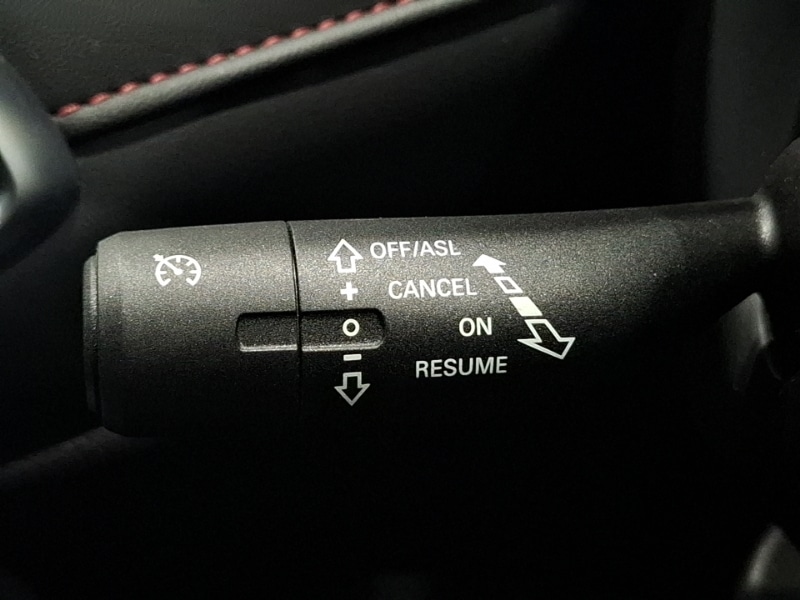 OFF/ASL
+ CANCEL
O ON
- RESUME